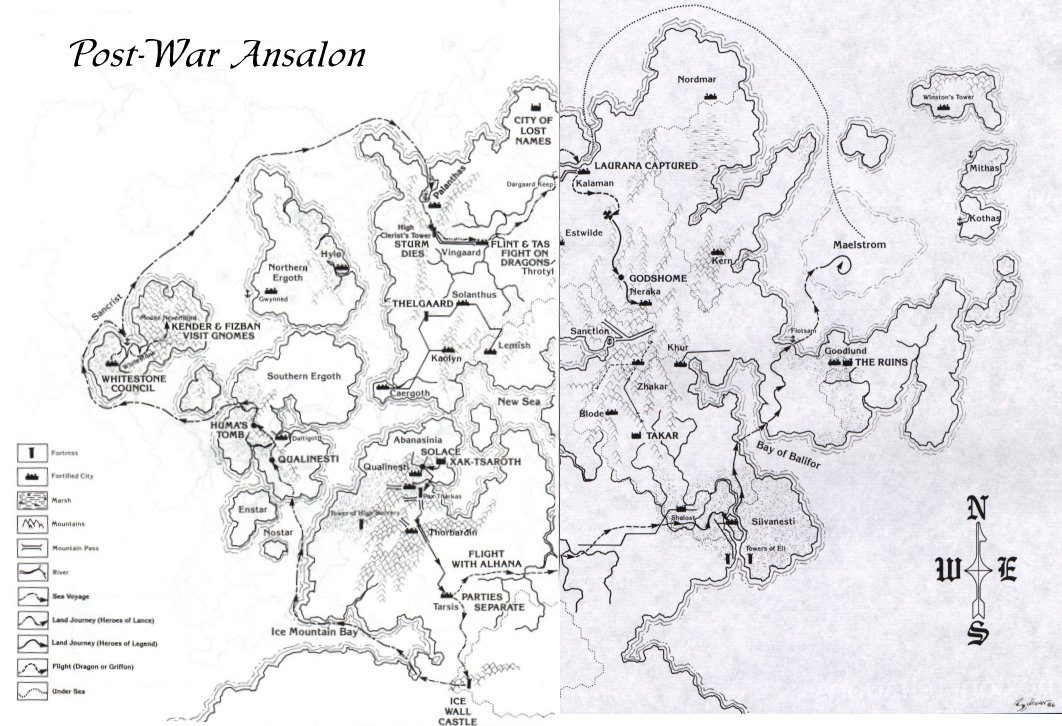 Post-War Ansalon
CITY OF
LOST
NAMES
Nordmar
Winston's Tower
Mithas
Kothas
LAURANA CAPTURED
Kalaman
Dargaard Keep
Palanthas
High
Clerist's Tower
STURM
DIES
Vingaard
FLINT & TAS
FIGHT ON
DRAGONS
Throtyl
Estwilde
GODSHOME
Neraka
Kern
Maelstrom
Hylo
Northern
Ergoth
Gwynned
Sancrist
Mount Nevermind
KENDER & FIZBAN
VISIT GNOMES
WHITESTONE
COUNCIL
THELGAARD
Solanthus
Kaolyn
Lemish
Caergoth
New Sea
Sanction
Khur
Zhakar
Blode
TAKAR
Flotsam
Goodlund
THE RUINS
Bay of Balifor
Southern Ergoth
HUMA'S
TOMB
Daltigoth
QUALINESTI
Enstar
Nostar
Abanasinia
SOLACE
XAK-TSAROTH
Qualinesti
Pax Tharkas
Tower of High Sorcery
Thorbardin
FLIGHT
WITH ALHANA
Tarsis
PARTIES
SEPARATE
Ice Mountain Bay
ICE
WALL
CASTLE
Shalost
Silvanesti
Towers of Eli
Fortress
Fortified City
Marsh
Mountains
Mountain Pass
River
Sea Voyage
Land Journey (Heroes of Lance)
Land Journey (Heroes of Legend)
Flight (Dragon or Griffon)
Under Sea
N
W
E
S